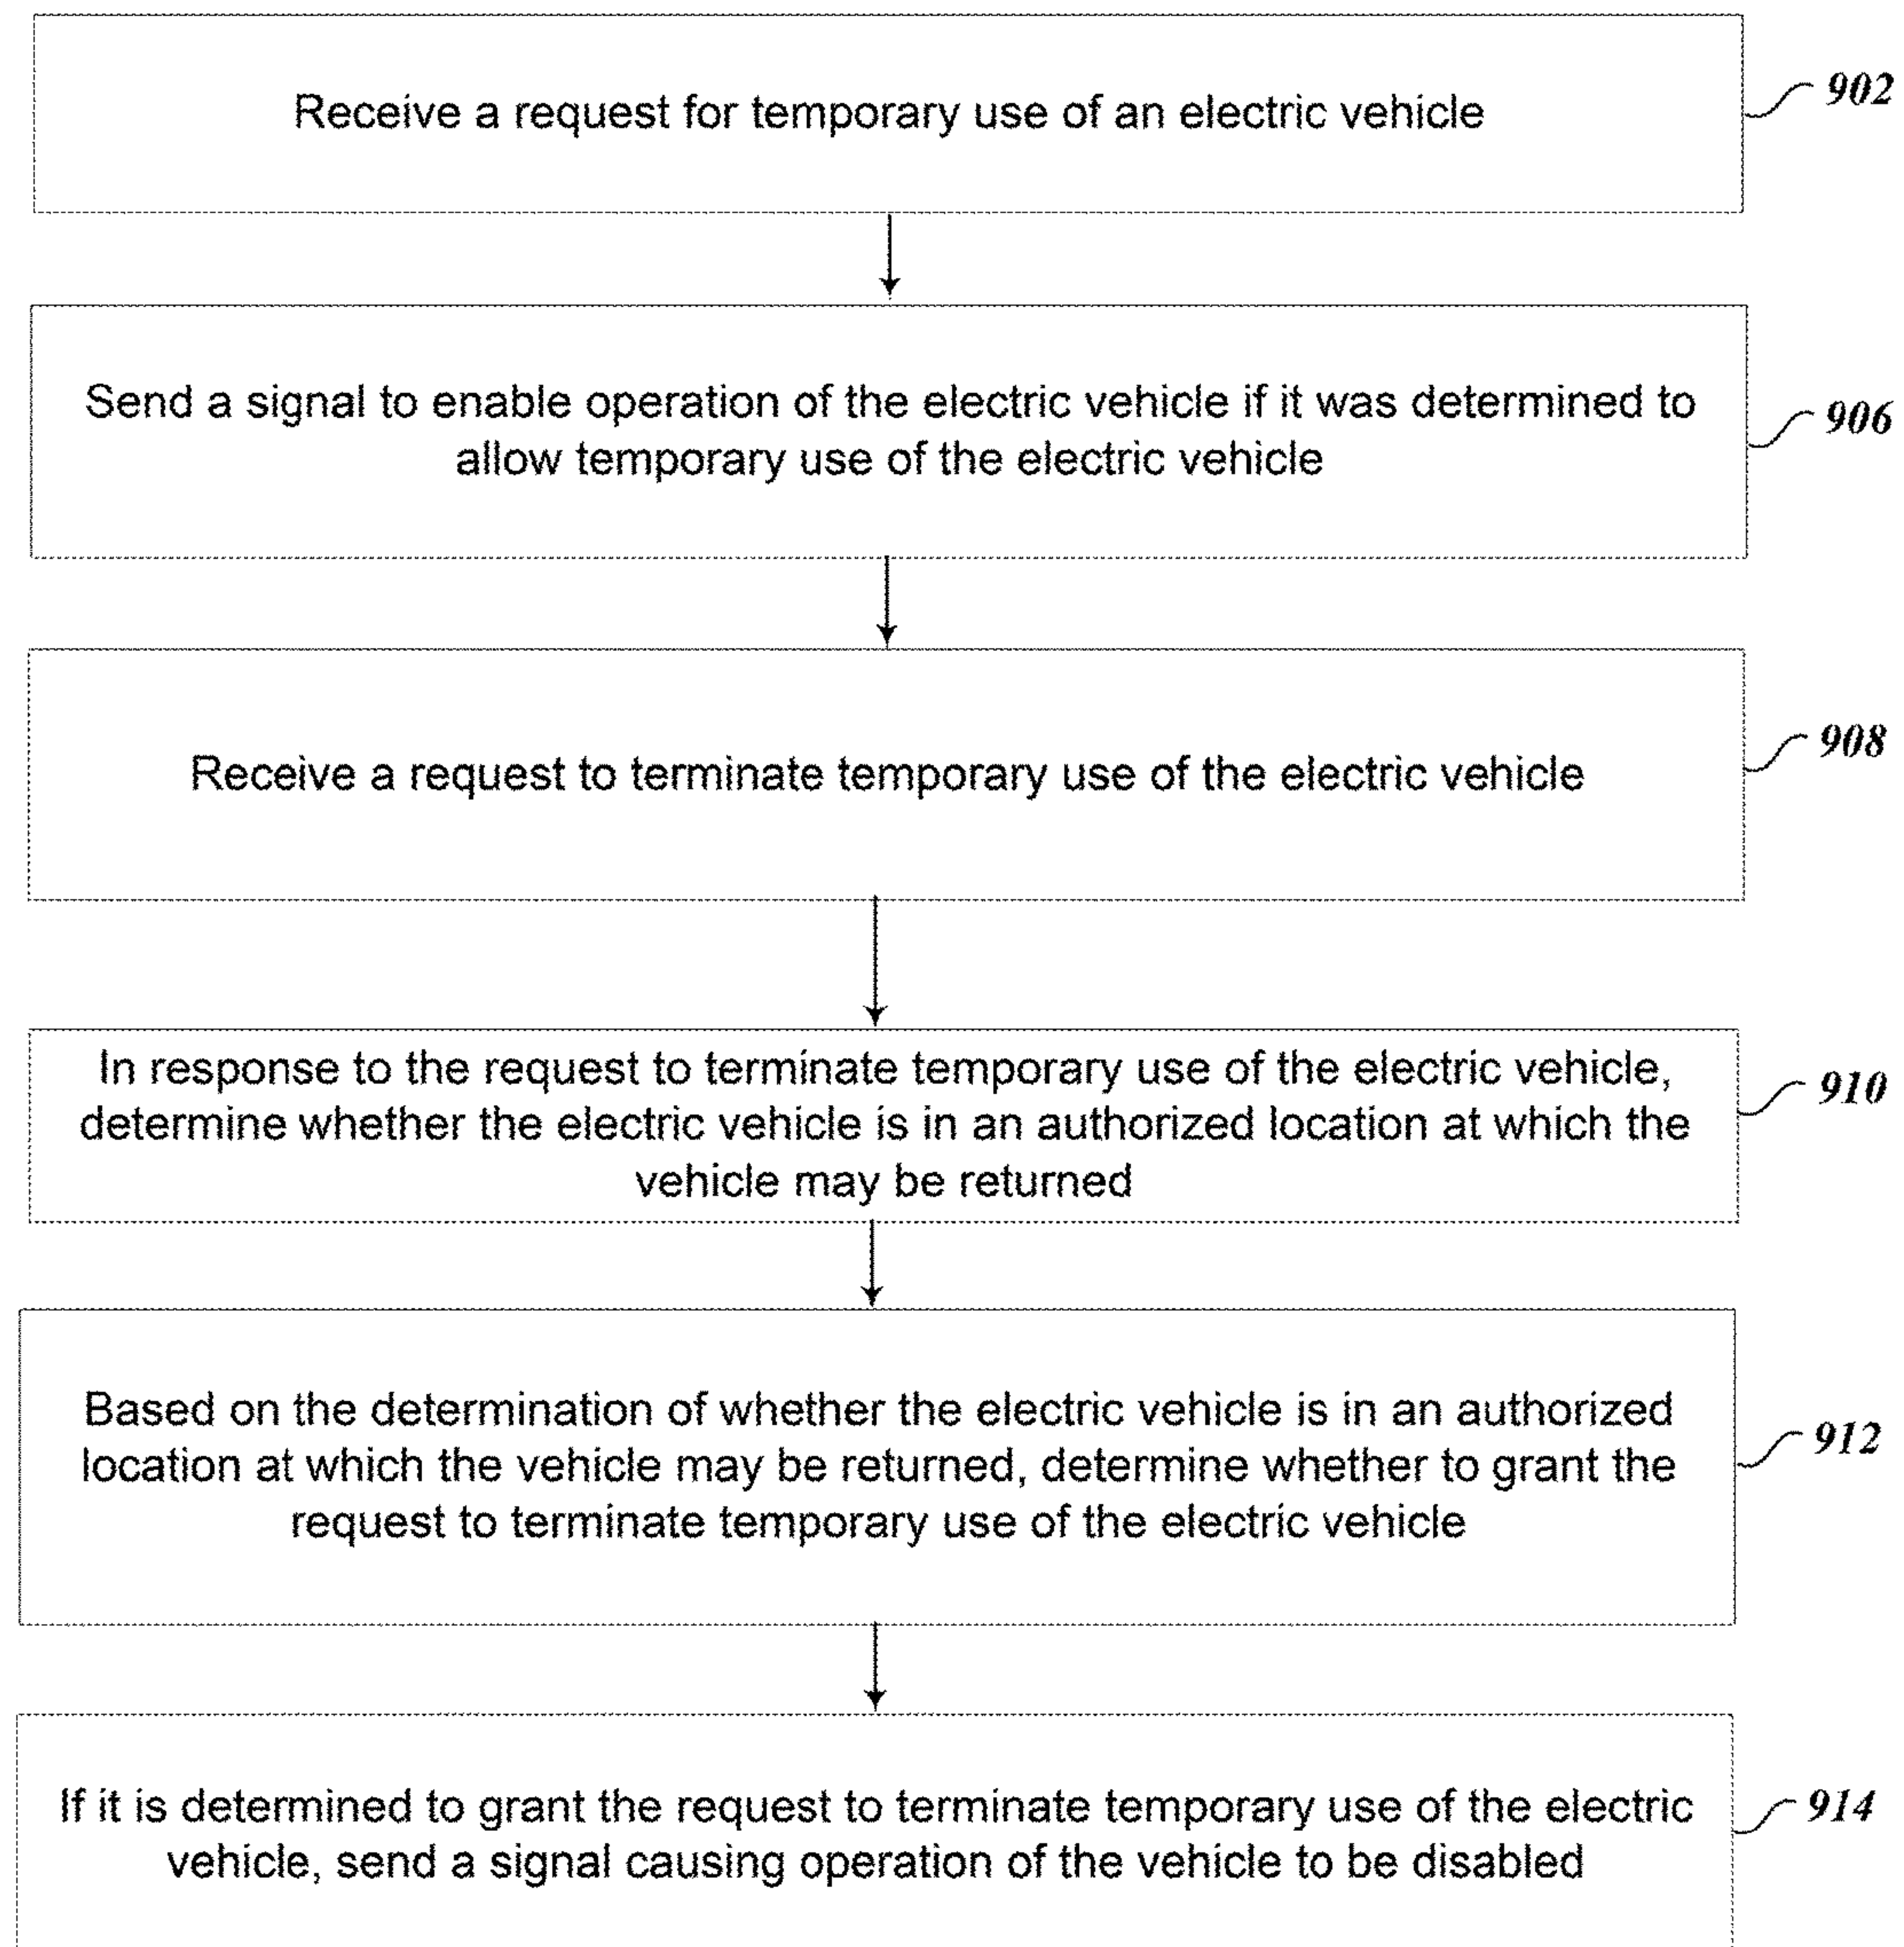 Receive a request for temporary use of an electric vehicle
902
Send a signal to enable operation of the electric vehicle if it was determined to
allow temporary use of the electric vehicle
906
Receive a request to terminate temporary use of the electric vehicle
908
In response to the request to terminate temporary use of the electric vehicle,
determine whether the electric vehicle is in an authorized location at which the
vehicle may be returned
910
Based on the determination of whether the electric vehicle is in an authorized
location at which the vehicle may be returned, determine whether to grant the
request to terminate temporary use of the electric vehicle
912
If it is determined to grant the request to terminate temporary use of the electric
vehicle, send a signal causing operation of the vehicle to be disabled
914